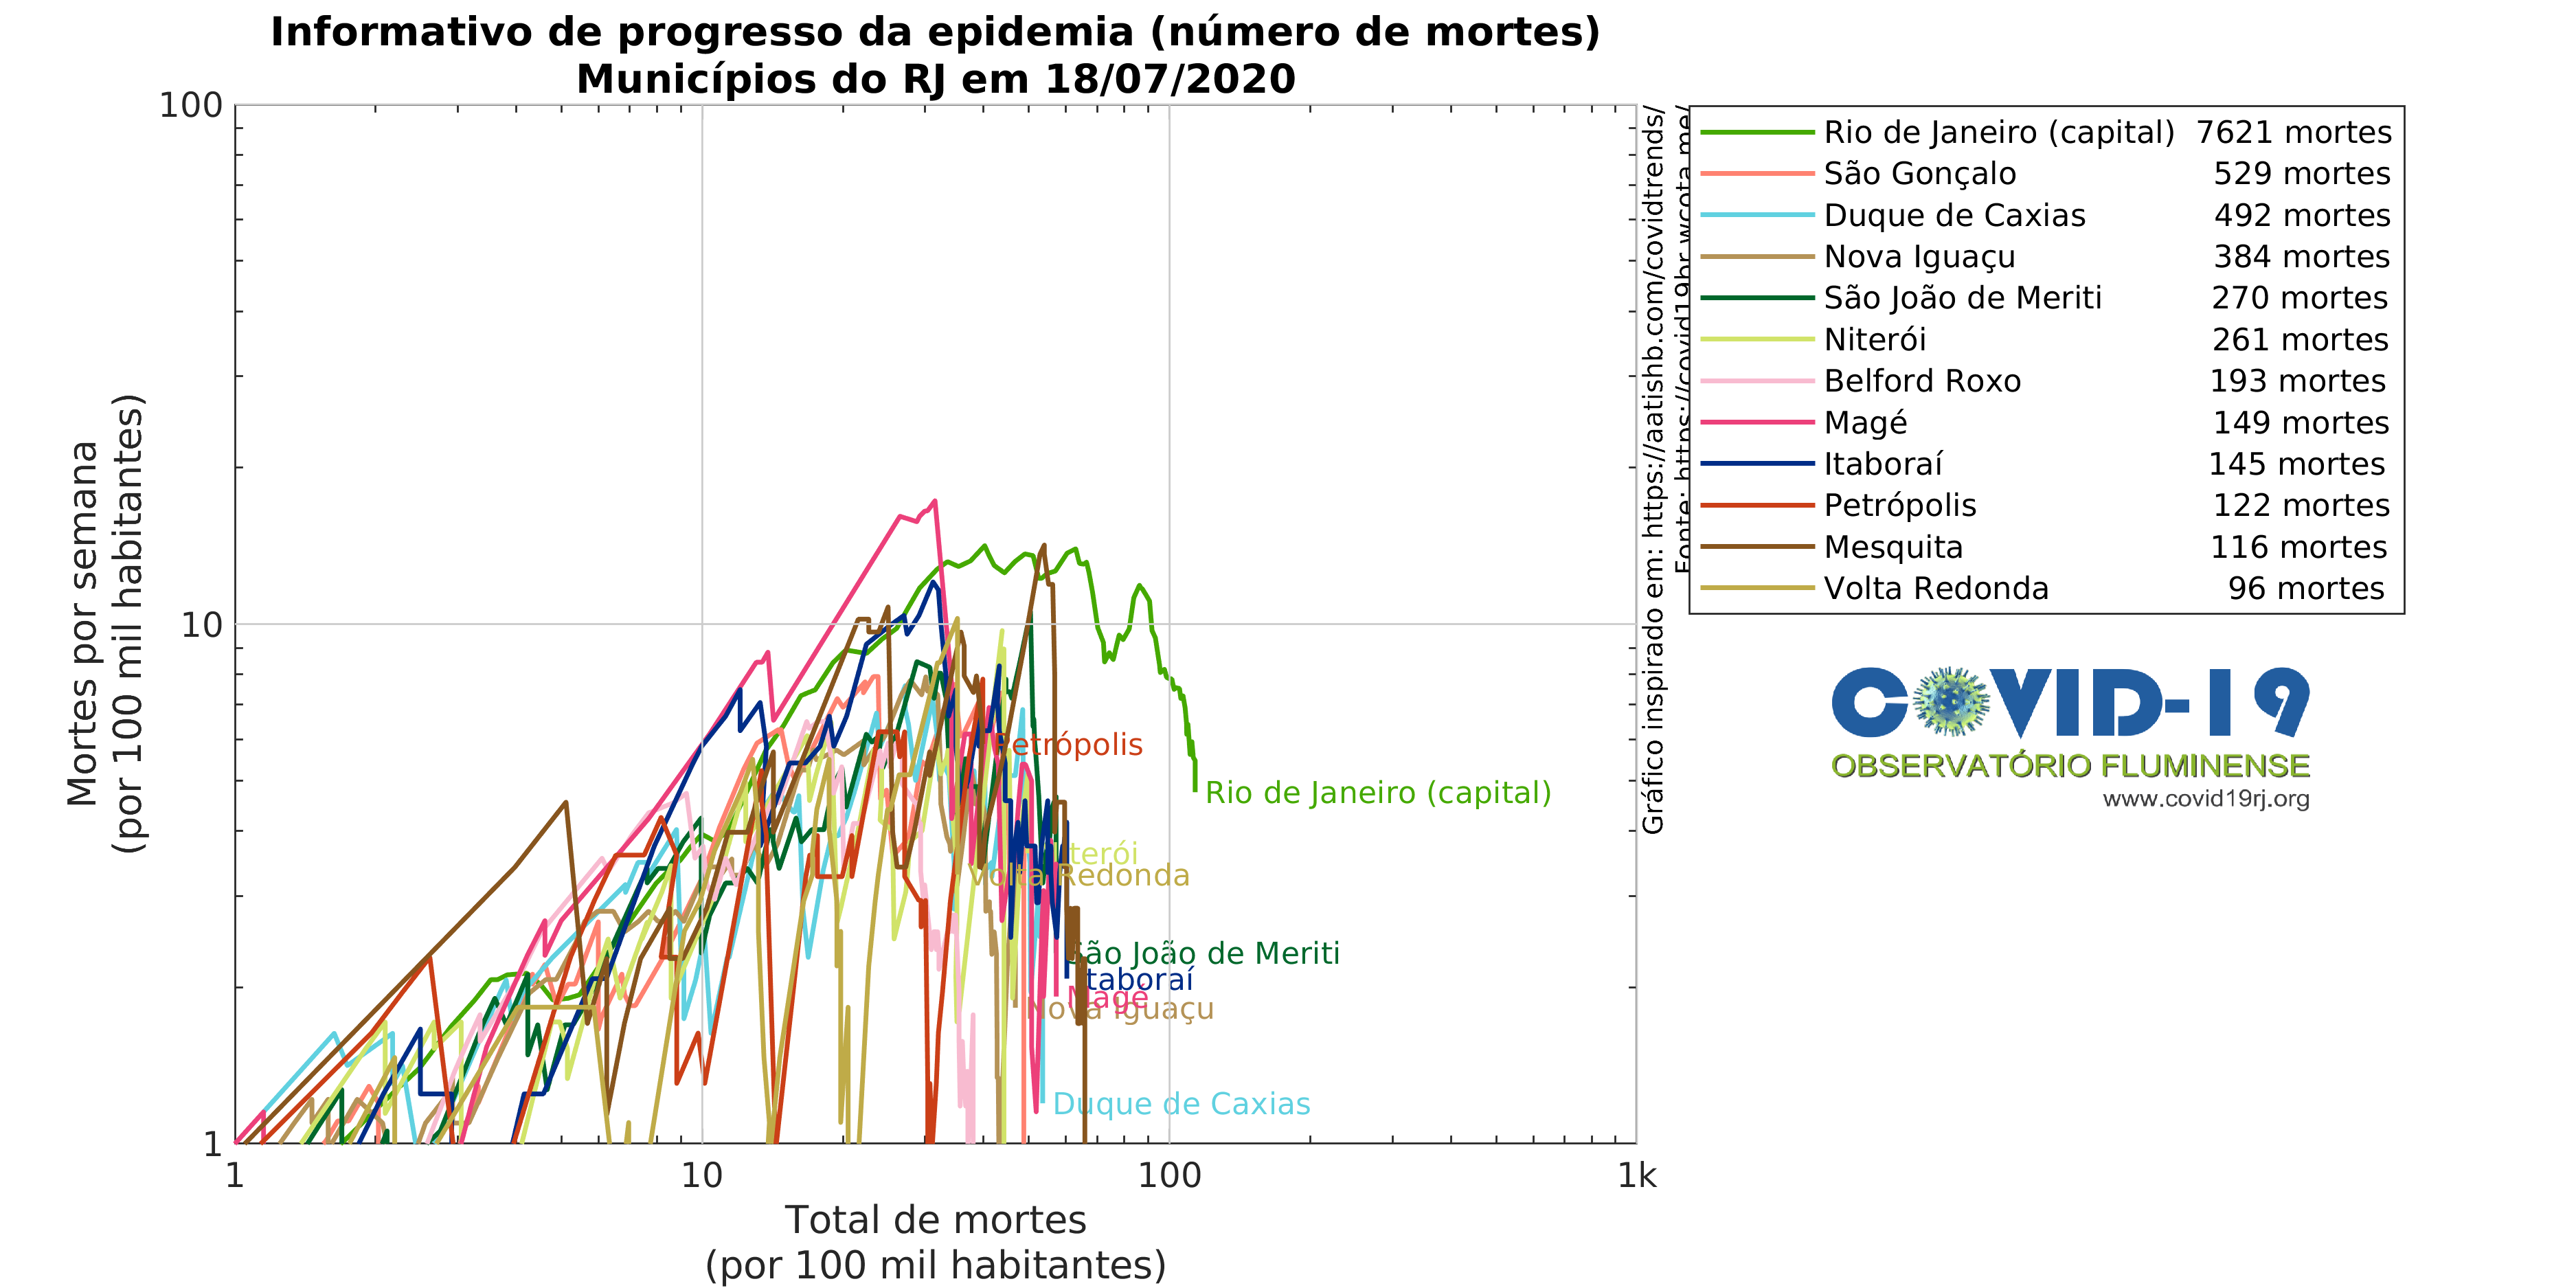 Informativo de progresso da epidemia (número de mortes)
Municípios do RJ em 18/07/2020
Mortes por semana
(por 100 mil habitantes)
100
10
1
1
10
100
1k
Total de mortes
(por 100 mil habitantes)
Petrópolis
Rio de Janeiro (capital)
Niterói
Volta Redonda
São João de Meriti
Itaboraí
Magé
Nova Iguaçu
Duque de Caxias
Gráfico inspirado em: https://aatishb.com/covidtrends/
Fonte: https://covid19br.wcota.me/
Rio de Janeiro (capital) 7621 mortes
São Gonçalo 529 mortes
Duque de Caxias 492 mortes
Nova Iguaçu 384 mortes
São João de Meriti 270 mortes
Niterói 261 mortes
Belford Roxo 193 mortes
Magé 149 mortes
Itaboraí 145 mortes
Petrópolis 122 mortes
Mesquita 116 mortes
Volta Redonda 96 mortes
COVID-19
OBSERVATÓRIO FLUMINENSE
www.covid19rj.org